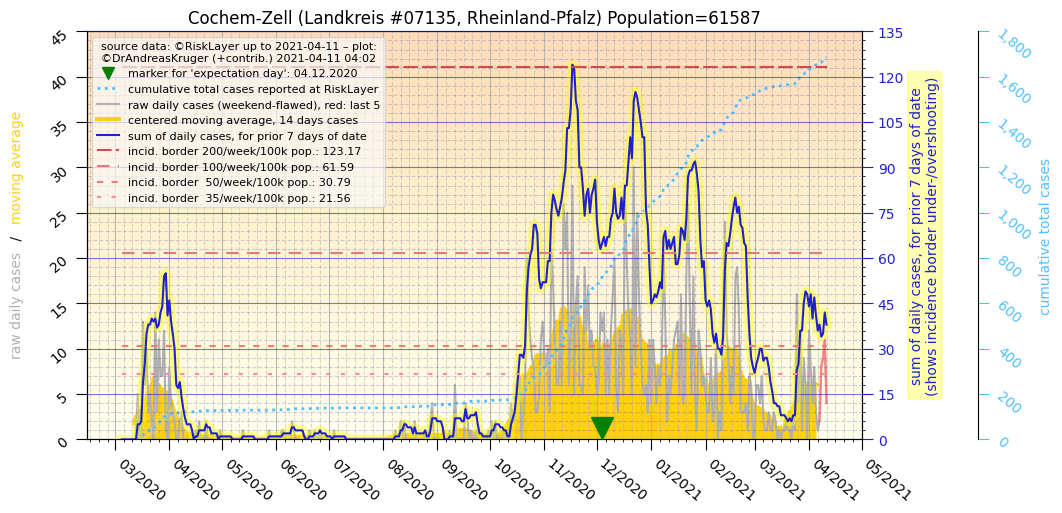 Cochem-Zell (Landkreis #07135, Rheinland-Pfalz) Population=61587
source data: ©RiskLayer up to 2021-04-11 – plot:
©DrAndreasKruger (+contrib.) 2021-04-11 04:02
marker for 'expectation day': 04.12.2020
cumulative total cases reported at RiskLayer
raw daily cases (weekend-flawed), red: last 5
centered moving average, 14 days cases
sum of daily cases, for prior 7 days of date
incid. border 200/week/100k pop.: 123.17
incid. border 100/week/100k pop.: 61.59
incid. border  50/week/100k pop.: 30.79
incid. border  35/week/100k pop.: 21.56
raw daily cases  /  moving average
45
40
35
30
25
20
15
10
5
0
03/2020
04/2020
05/2020
06/2020
07/2020
08/2020
09/2020
10/2020
11/2020
12/2020
01/2021
02/2021
03/2021
04/2021
05/2021
135
120
105
90
75
60
45
30
15
0
sum of daily cases, for prior 7 days of date
(shows incidence border under-/overshooting)
1,800
1,600
1,400
1,200
1,000
800
600
400
200
0
cumulative total cases